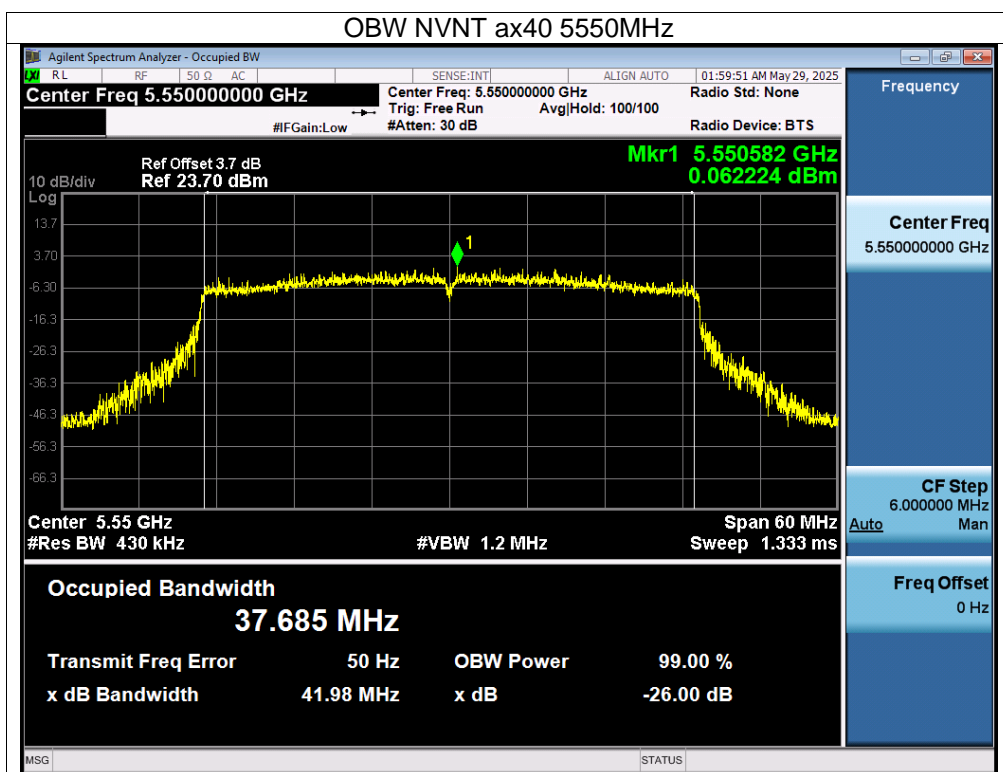 OBW NVNT ax40 5550MHz
Agilent Spectrum Analyzer - Occupied BW
LXI RL RF 50 Ω AC SENSE:INT ALIGN AUTO 01:59:51 AM May 29, 2025
Center Freq 5.550000000 GHz
Center Freq: 5.550000000 GHz
Radio Std: None
Trig: Free Run Avg|Hold: 100/100
#IFGain:Low
#Atten: 30 dB
Radio Device: BTS
Mkr1 5.550582 GHz
0.062224 dBm
Ref Offset 3.7 dB
10 dB/div Ref 23.70 dBm
Log
13.7
3.70
-6.30
-16.3
-26.3
-36.3
-46.3
-56.3
-66.3
1
Center 5.55 GHz Span 60 MHz
#Res BW 430 kHz #VBW 1.2 MHz Sweep 1.333 ms
Occupied Bandwidth
37.685 MHz
Transmit Freq Error 50 Hz OBW Power 99.00 %
x dB Bandwidth 41.98 MHz x dB -26.00 dB
Frequency
Center Freq
5.550000000 GHz
CF Step
6.000000 MHz
Auto Man
Freq Offset
0 Hz
MSG STATUS